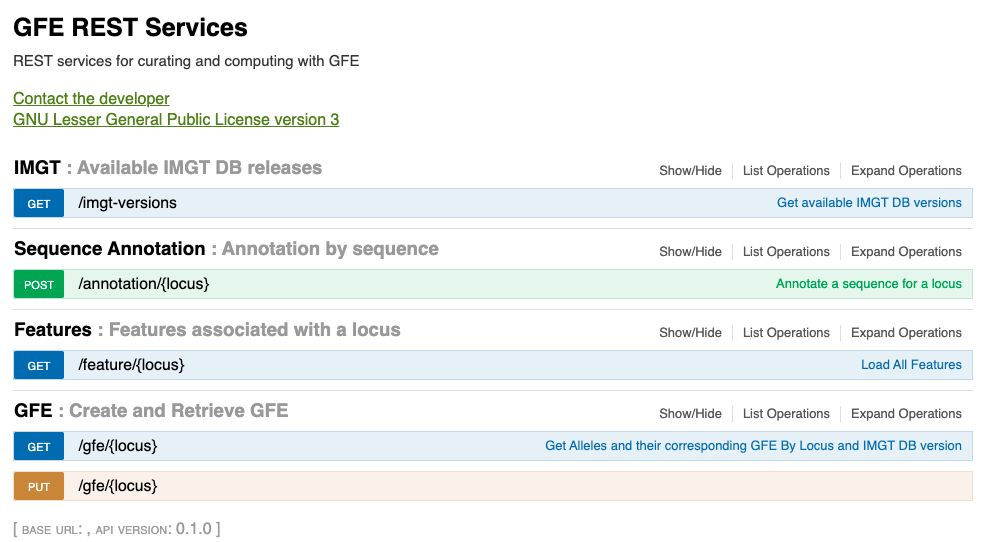 GFE REST Services
REST services for curating and computing with GFE
Contact the developer
GNU Lesser General Public License version 3
IMGT : Available IMGT DB releases Show/Hide List Operations Expand Operations
GET /imgt-versions Get available IMGT DB versions
Sequence Annotation : Annotation by sequence Show/Hide List Operations Expand Operations
POST /annotation/{locus} Annotate a sequence for a locus
Features : Features associated with a locus Show/Hide List Operations Expand Operations
GET /feature/{locus} Load All Features
GFE : Create and Retrieve GFE Show/Hide List Operations Expand Operations
GET /gfe/{locus} Get Alleles and their corresponding GFE By Locus and IMGT DB version
PUT /gfe/{locus}
[ BASE URL: , API VERSION: 0.1.0 ]